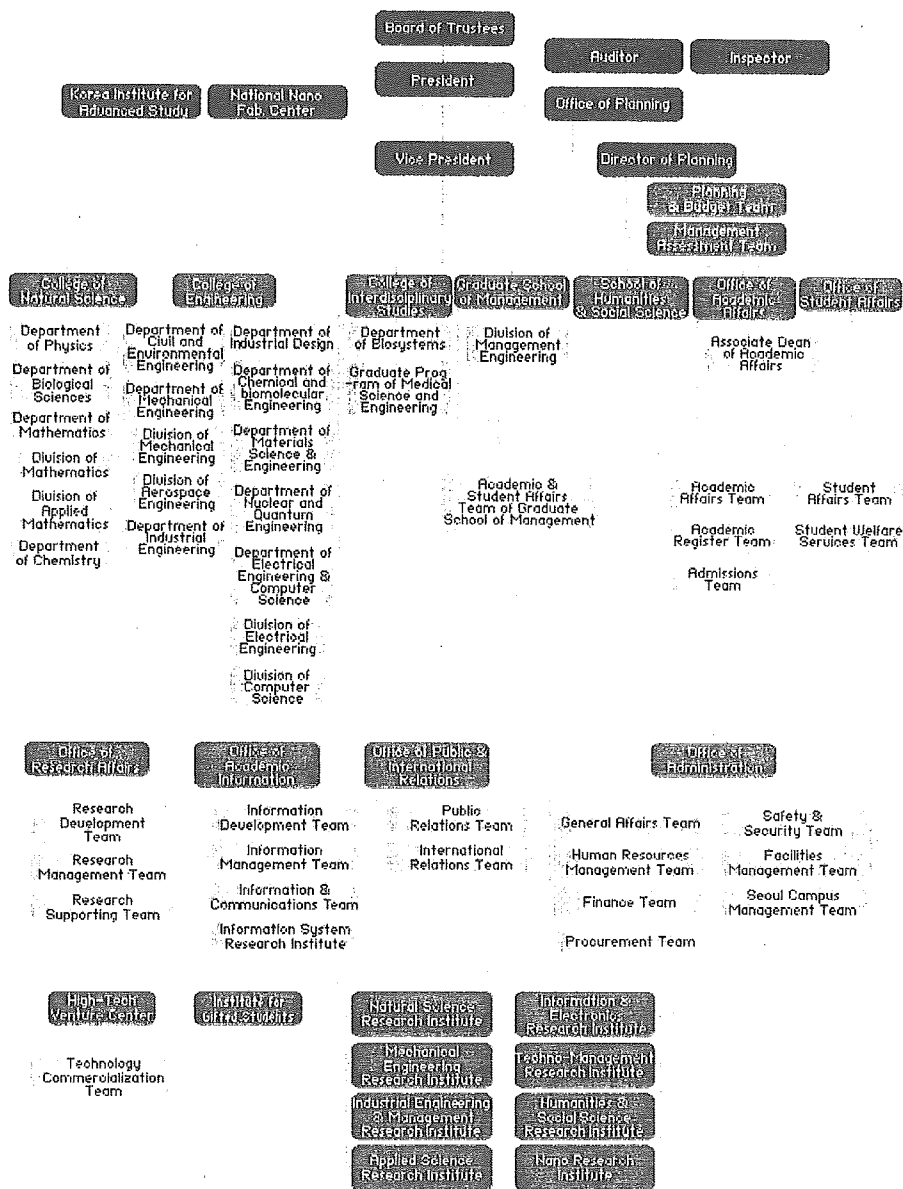 Board of Trustees
Auditor
Inspector
President
Korea Institute for
Advanced Study
National Nano
Fab. Center
Office of Planning
Vice President
Director of Planning
Planning
& Budget Team
Management
Assessment Team
College of
Natural Science
College of
Engineering
College of
Interdisciplinary
Studies
Graduate School
of Management
School of
Humanities
& Social Science
Office of
Academic
Affairs
Office of
Student Affairs
Department
of Physics
Department of
Biological
Sciences
Department of
Mathematics
Division of
Mathematics
Division of
Applied
Mathematics
Department
of Chemistry
Department of
Civil and
Environmental
Engineering
Department of
Mechanical
Engineering
Division of
Mechanical
Engineering
Division of
Aerospace
Engineering
Department of
Industrial
Engineering
Department of
Industrial Design
Department of
Chemical and
biomolecular
Engineering
Department of
Materials
Science &
Engineering
Department of
Nuclear and
Quantum
Engineering
Department of
Electrical
Engineering &
Computer
Science
Division of
Electrical
Engineering
Division of
Computer
Science
Department
of Biosystems
Graduate Prog
-ram of Medical
Science and
Engineering
Division of
Management
Engineering
Academic &
Student Affairs
Team of Graduate
School of Management
Associate Dean
of Academic
Affairs
Academic
Affairs Team
Academic
Register Team
Admissions
Team
Student
Affairs Team
Student Welfare
Services Team
Office of
Research Affairs
Office of
Academic
Information
Office of Public &
International
Relations
Office of
Administration
Research
Development
Team
Research
Management Team
Research
Supporting Team
Information
Development Team
Information
Management Team
Information &
Communications Team
Information System
Research Institute
Public
Relations Team
International
Relations Team
General Affairs Team
Human Resources
Management Team
Finance Team
Procurement Team
Safety &
Security Team
Facilities
Management Team
Seoul Campus
Management Team
High-Tech
Venture Center
Institute for
Gifted Students
Technology
Commercialization
Team
Natural Science
Research Institute
Information &
Electronics
Research Institute
Mechanical
Engineering
Research Institute
Techno-Management
Research Institute
Industrial Engineering
& Management
Research Institute
Humanities &
Social Science
Research Institute
Applied Science
Research Institute
Nano Research
Institute